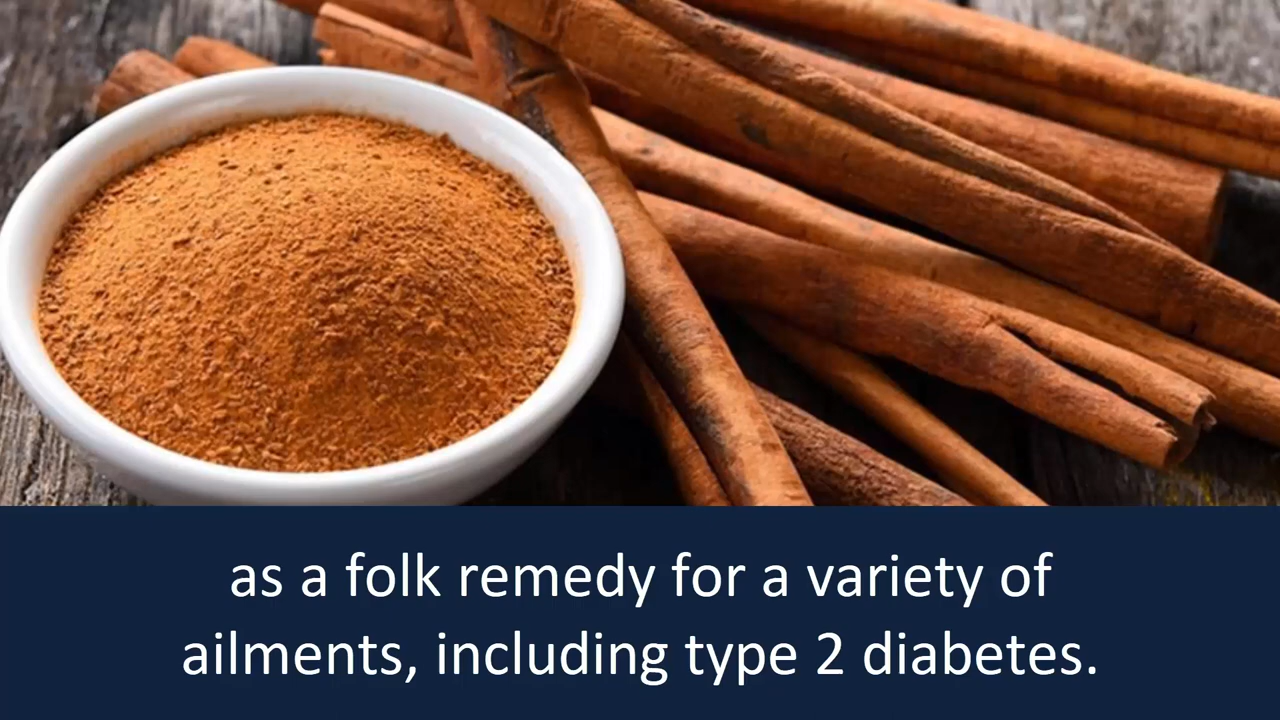 as a folk remedy for a variety of
ailments, including type 2 diabetes.